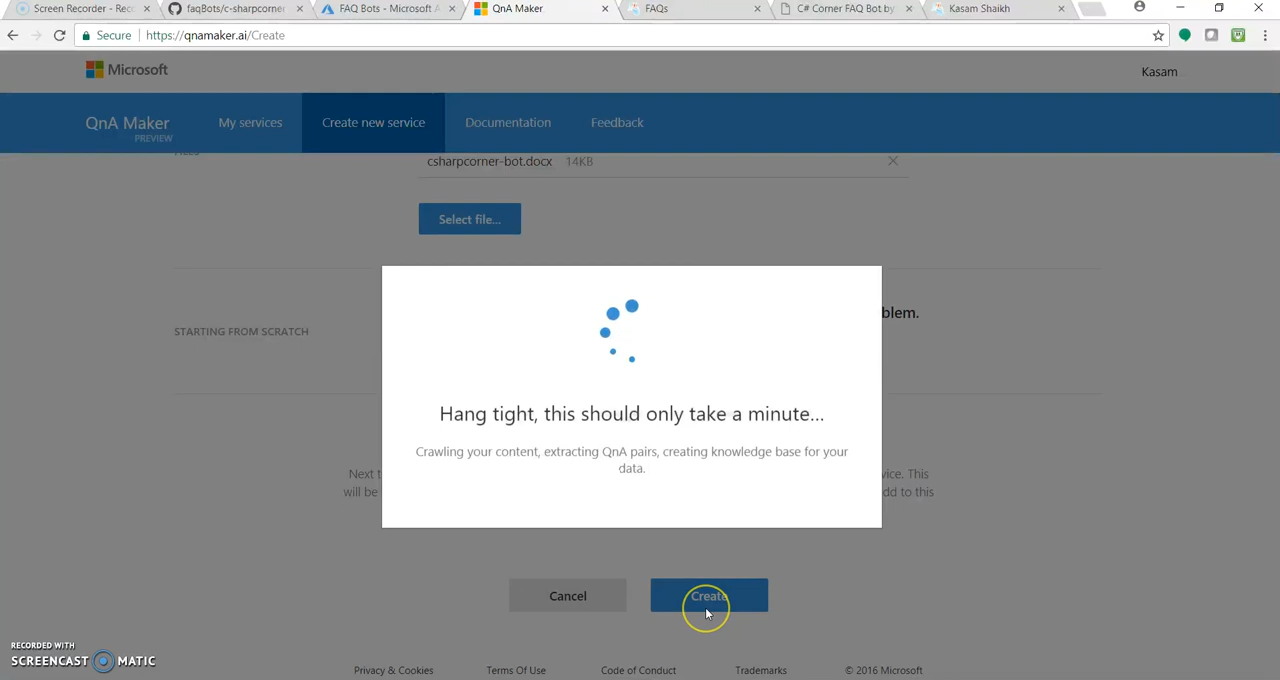 Screen Recorder - Rec
faqBots/c-sharpcorner
FAQ Bots - Microsoft A
QnA Maker
FAQs
C# Corner FAQ Bot by
Kasam Shaikh
Secure
https://qnamaker.ai/Create
Microsoft
Kasam
QnA Maker
PREVIEW
My services
Create new service
Documentation
Feedback
csharpcorner-bot.docx 14KB
Select file...
blem.
STARTING FROM SCRATCH
Hang tight, this should only take a minute...
Crawling your content, extracting QnA pairs, creating knowledge base for your
data.
Next t
vice. This
will be
dd to this
Cancel
Create
RECORDED WITH
SCREENCAST MATIC
Privacy & Cookies
Terms Of Use
Code of Conduct
Trademarks
© 2016 Microsoft